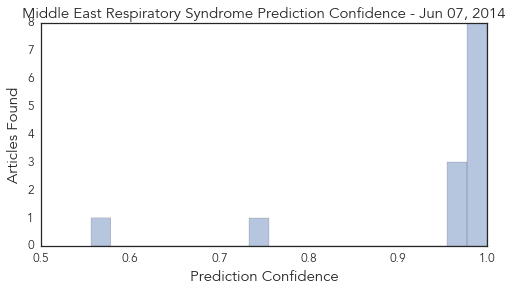 Middle East Respiratory Syndrome Prediction Confidence - Jun 07, 2014
8
7
6
5
4
3
2
1
0
Articles Found
0.5 0.6 0.7 0.8 0.9 1.0
Prediction Confidence